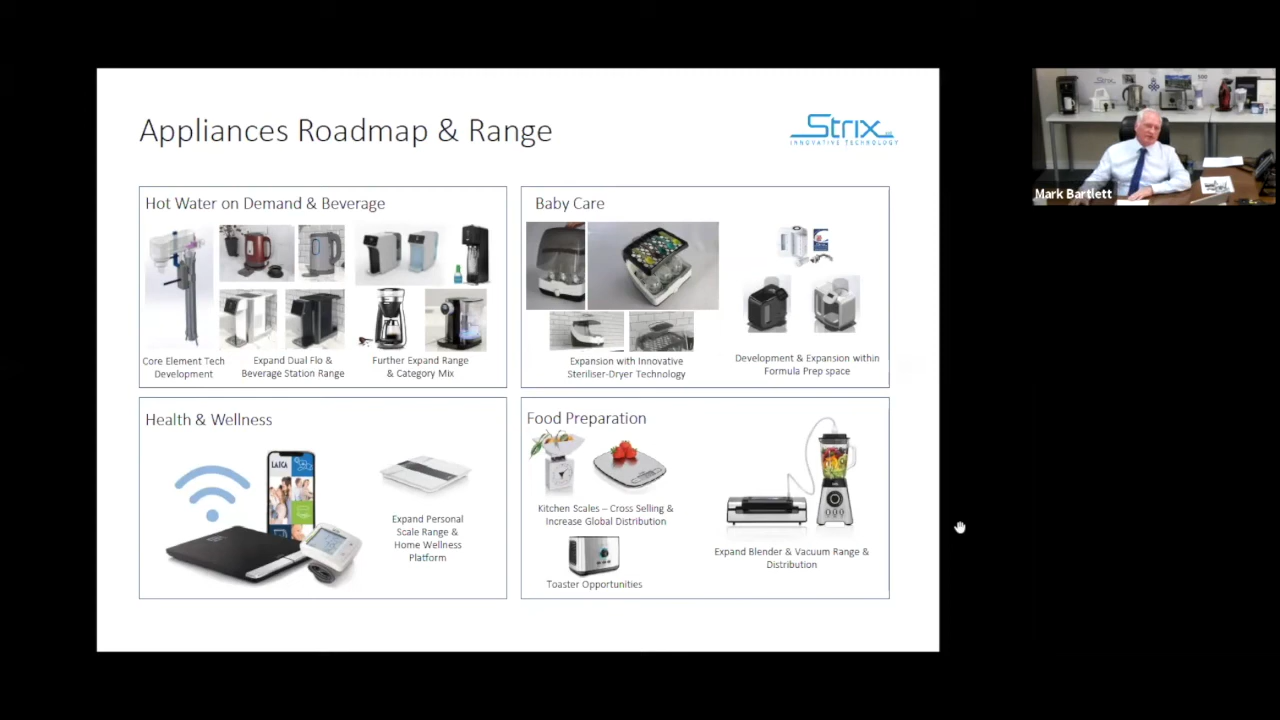 Appliances Roadmap & Range
Strix
INNOVATIVE TECHNOLOGY
Mark Bartlett
Hot Water on Demand & Beverage
Core Element Tech
Development
Expand Dual Flo &
Beverage Station Range
Further Expand Range
& Category Mix
Baby Care
Expansion with Innovative
Steriliser-Dryer Technology
Development & Expansion within
Formula Prep space
Health & Wellness
LAICA
Expand Personal
Scale Range &
Home Wellness
Platform
Food Preparation
Kitchen Scales – Cross Selling &
Increase Global Distribution
Toaster Opportunities
Expand Blender & Vacuum Range &
Distribution